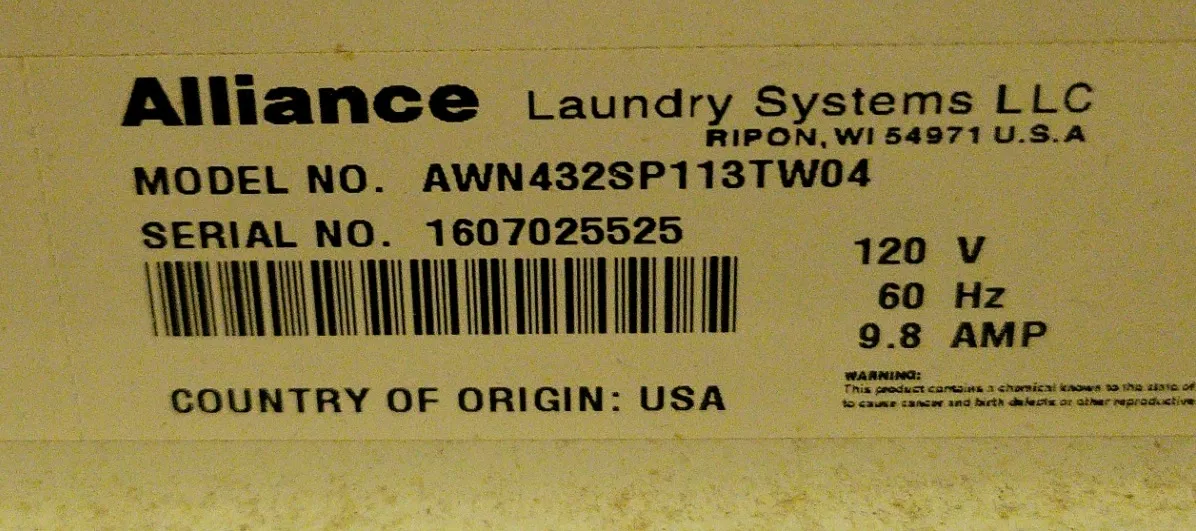 Alliance Laundry Systems LLC
RIPON, WI 54971 U.S.A
MODEL NO. AWN432SP113TW04
SERIAL NO. 1607025525
120 V
60 Hz
9.8 AMP
COUNTRY OF ORIGIN: USA
WARNING:
This product contains a chemical known to the state of
to cause cancer and birth defects or other reproductive